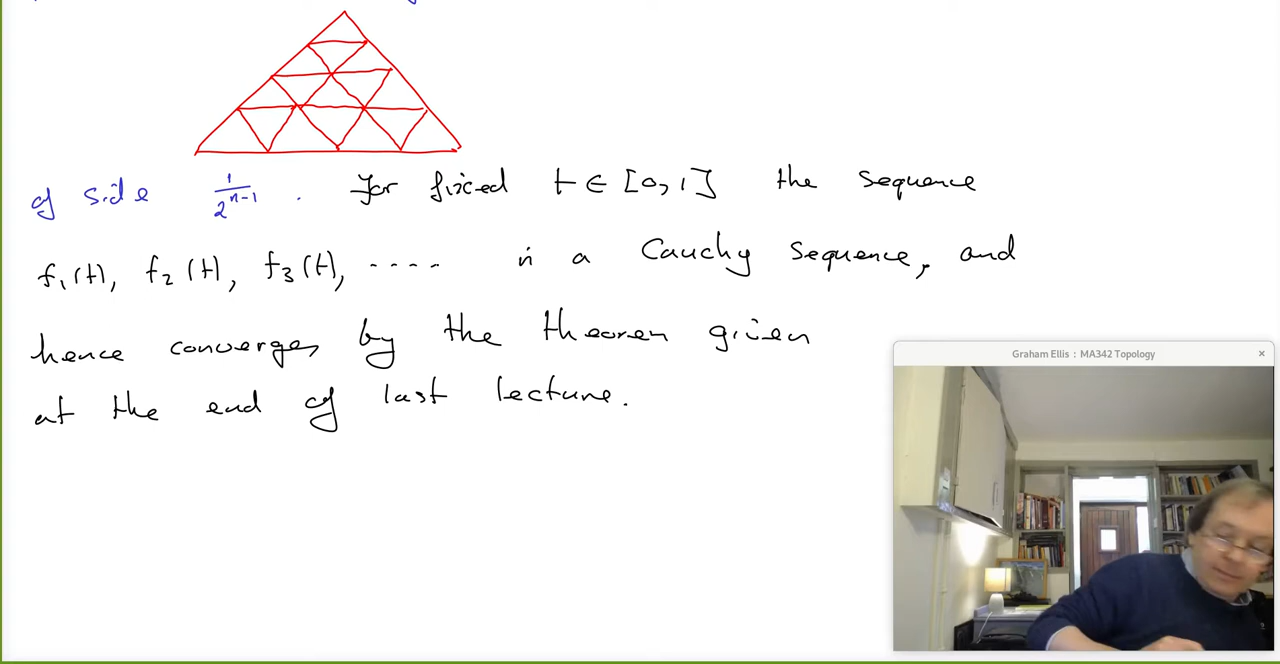 of side 1/2^{n-1} . For fixed t ∈ [0,1] the sequence
f₁(t), f₂(t), f₃(t), .... is a Cauchy sequence, and
hence converges by the theorem given
at the end of last lecture.
Graham Ellis : MA342 Topology
×